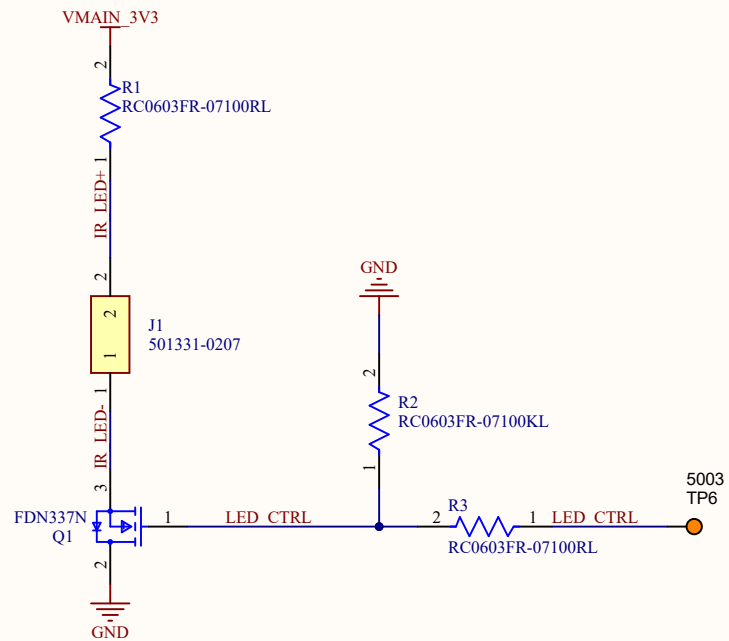 VMAIN_3V3
2
R1
RC0603FR-07100RL
1
IR_LED+
2
2
J1
501331-0207
1
1
IR_LED-
3
FDN337N
Q1
1
LED_CTRL
2
GND
GND
2
R2
RC0603FR-07100KL
1
R3
2
1
LED_CTRL
RC0603FR-07100RL
5003
TP6